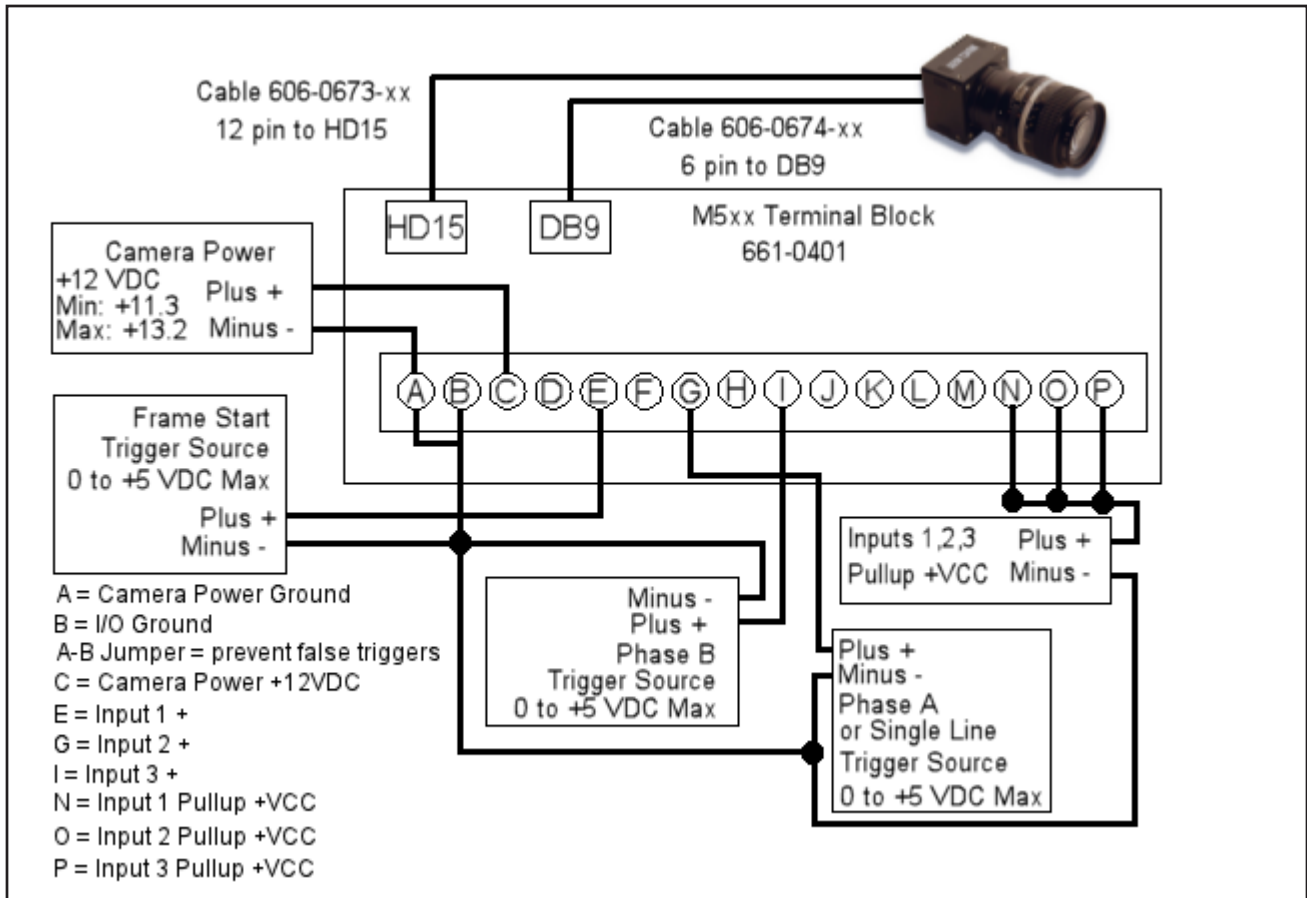 Cable 606-0673-xx
12 pin to HD15
Cable 606-0674-xx
6 pin to DB9
HD15
DB9
M5xx Terminal Block
661-0401
Camera Power
+12 VDC
Plus +
Min: +11.3
Max: +13.2
Minus -
A B C D E F G H I J K L M N O P
Frame Start
Trigger Source
0 to +5 VDC Max
Plus +
Minus -
Inputs 1,2,3
Plus +
Pullup +VCC
Minus -
Minus -
Plus +
Phase B
Trigger Source
0 to +5 VDC Max
Plus +
Minus -
Phase A
or Single Line
Trigger Source
0 to +5 VDC Max
A = Camera Power Ground
B = I/O Ground
A-B Jumper = prevent false triggers
C = Camera Power +12VDC
E = Input 1 +
G = Input 2 +
I = Input 3 +
N = Input 1 Pullup +VCC
O = Input 2 Pullup +VCC
P = Input 3 Pullup +VCC